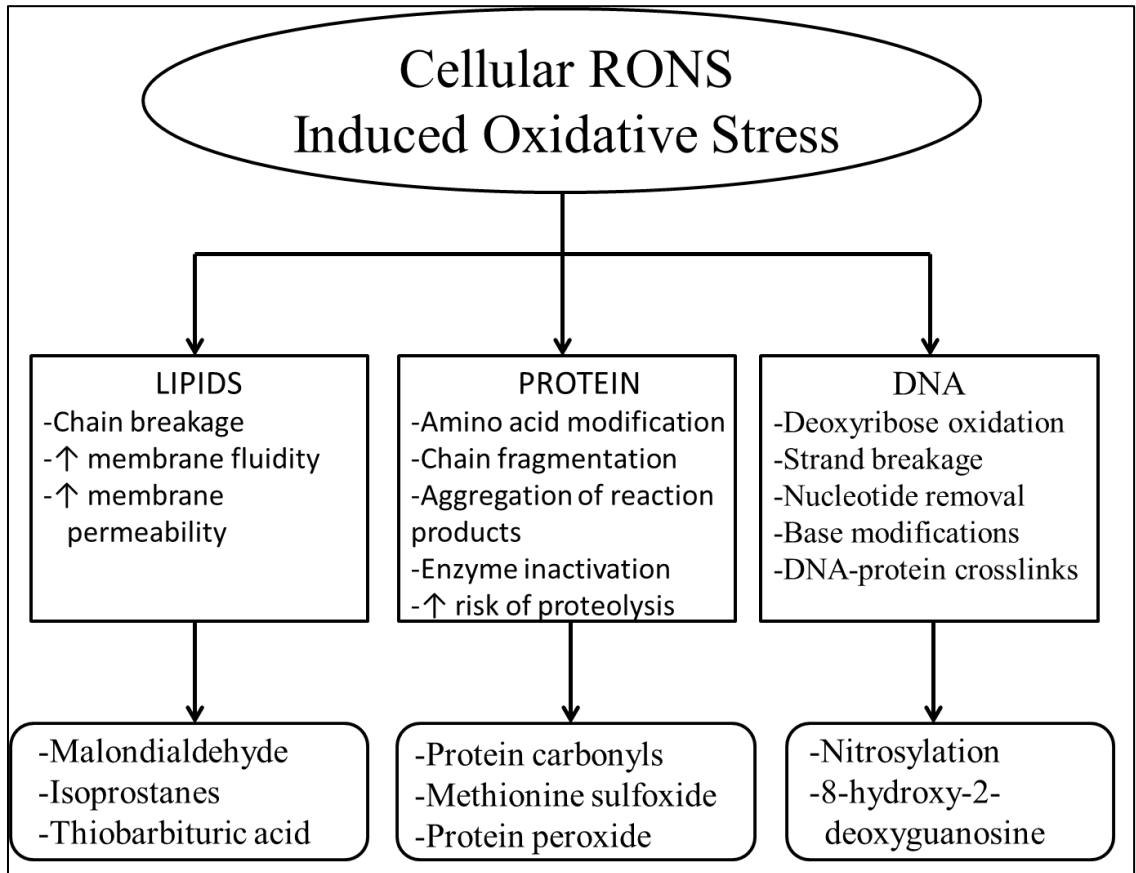 Cellular RONS
Induced Oxidative Stress
LIPIDS
-Chain breakage
-↑ membrane fluidity
-↑ membrane
permeability
PROTEIN
-Amino acid modification
-Chain fragmentation
-Aggregation of reaction
products
-Enzyme inactivation
-↑ risk of proteolysis
DNA
-Deoxyribose oxidation
-Strand breakage
-Nucleotide removal
-Base modifications
-DNA-protein crosslinks
-Malondialdehyde
-Isoprostanes
-Thiobarbituric acid
-Protein carbonyls
-Methionine sulfoxide
-Protein peroxide
-Nitrosylation
-8-hydroxy-2-
deoxyguanosine